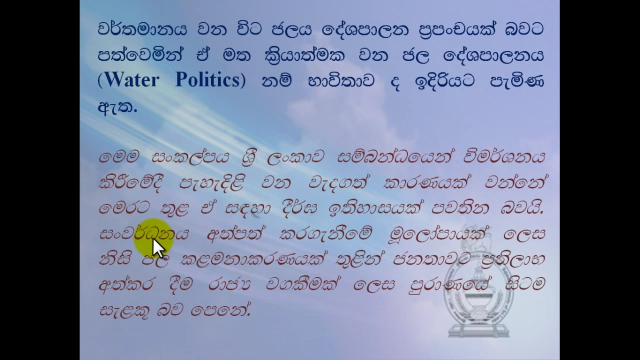 වර්තමානය වන විට ජලය දේශපාලන ප්‍රපංචයක් බවට
පත්වෙමින් ඒ මත ක්‍රියාත්මක වන ජල දේශපාලනය
(Water Politics) නම් භාවිතාව ද ඉදිරියට පැමිණ
ඇත.
මෙම සංකල්පය ශ්‍රී ලංකාව සම්බන්ධයෙන් විමර්ශනය
කිරීමේදී පැහැදිළි වන වැදගත් කාරණයක් වන්නේ
මෙරට තුළ ඒ සඳහා දීර්ඝ ඉතිහාසයක් පවතින බවයි.
සංවර්ධනය අත්පත් කරගැනීමේ මූලෝපායක් ලෙස
නිසි ජල කළමනාකරණයක් තුළින් ජනතාවට ප්‍රතිලාභ
අත්කර දීම රාජ්‍ය වගකීමක් ලෙස පුරාණයේ සිටම
සැළකූ බව පෙනේ.